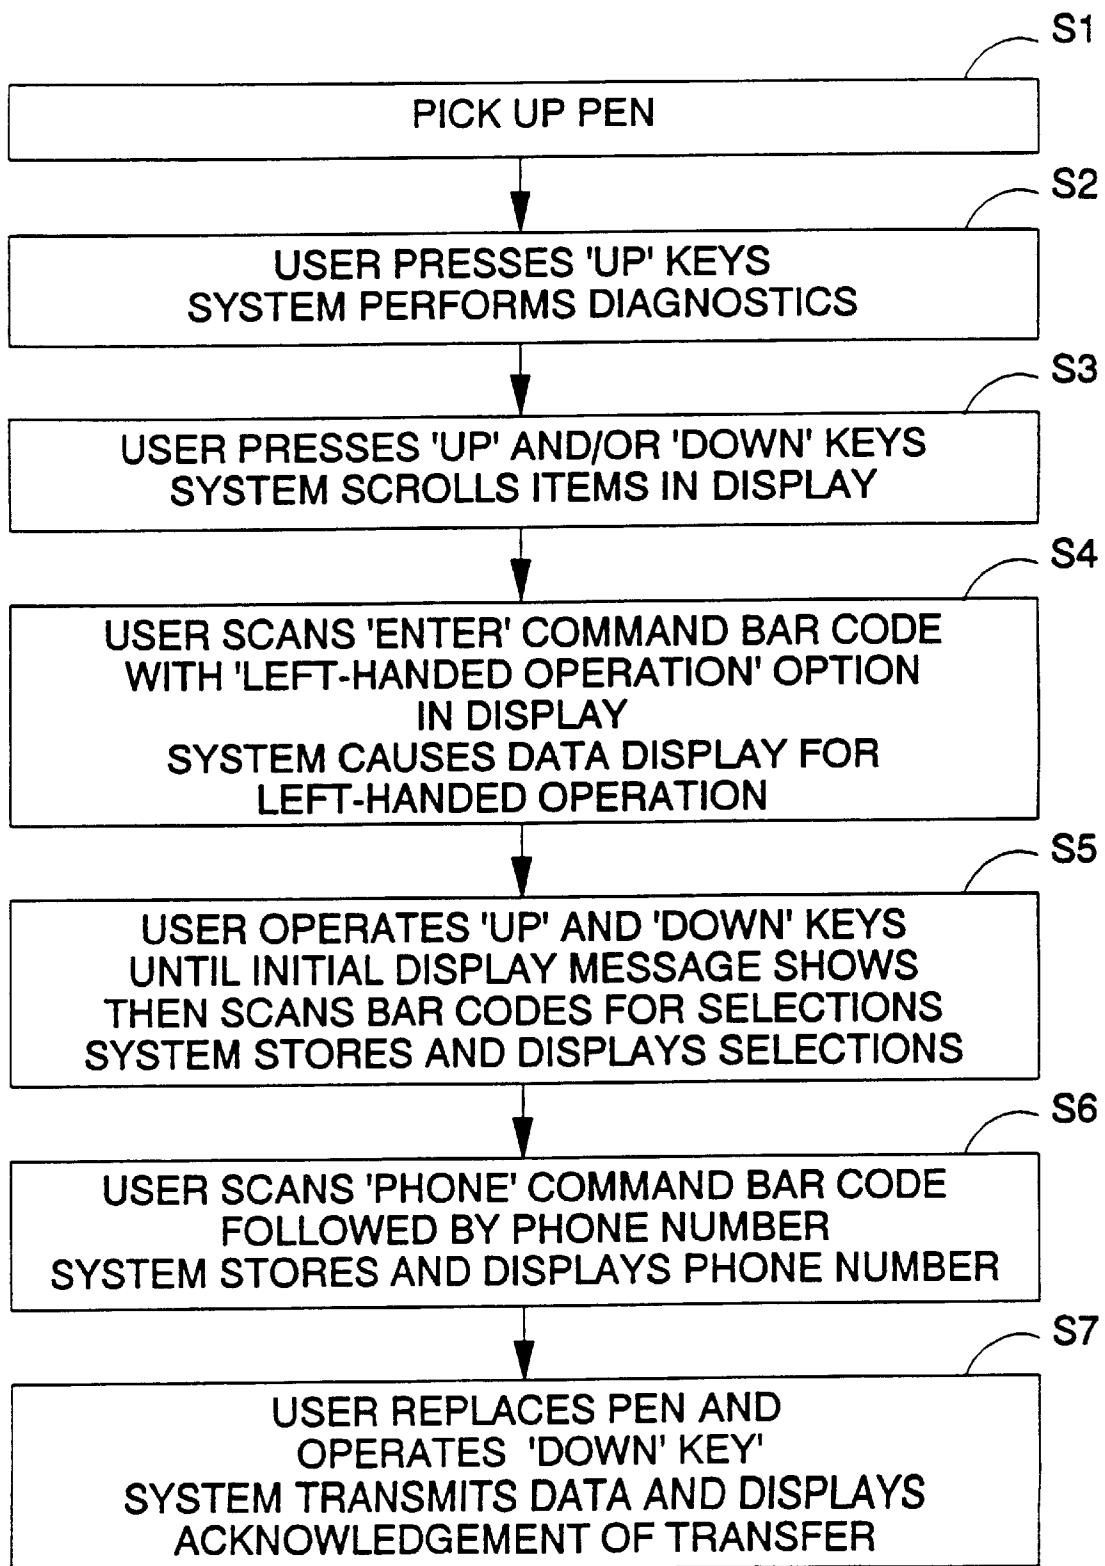 S1
PICK UP PEN
S2
USER PRESSES 'UP' KEYS
SYSTEM PERFORMS DIAGNOSTICS
S3
USER PRESSES 'UP' AND/OR 'DOWN' KEYS
SYSTEM SCROLLS ITEMS IN DISPLAY
S4
USER SCANS 'ENTER' COMMAND BAR CODE
WITH 'LEFT-HANDED OPERATION' OPTION
IN DISPLAY
SYSTEM CAUSES DATA DISPLAY FOR
LEFT-HANDED OPERATION
S5
USER OPERATES 'UP' AND 'DOWN' KEYS
UNTIL INITIAL DISPLAY MESSAGE SHOWS
THEN SCANS BAR CODES FOR SELECTIONS
SYSTEM STORES AND DISPLAYS SELECTIONS
S6
USER SCANS 'PHONE' COMMAND BAR CODE
FOLLOWED BY PHONE NUMBER
SYSTEM STORES AND DISPLAYS PHONE NUMBER
S7
USER REPLACES PEN AND
OPERATES 'DOWN' KEY'
SYSTEM TRANSMITS DATA AND DISPLAYS
ACKNOWLEDGEMENT OF TRANSFER